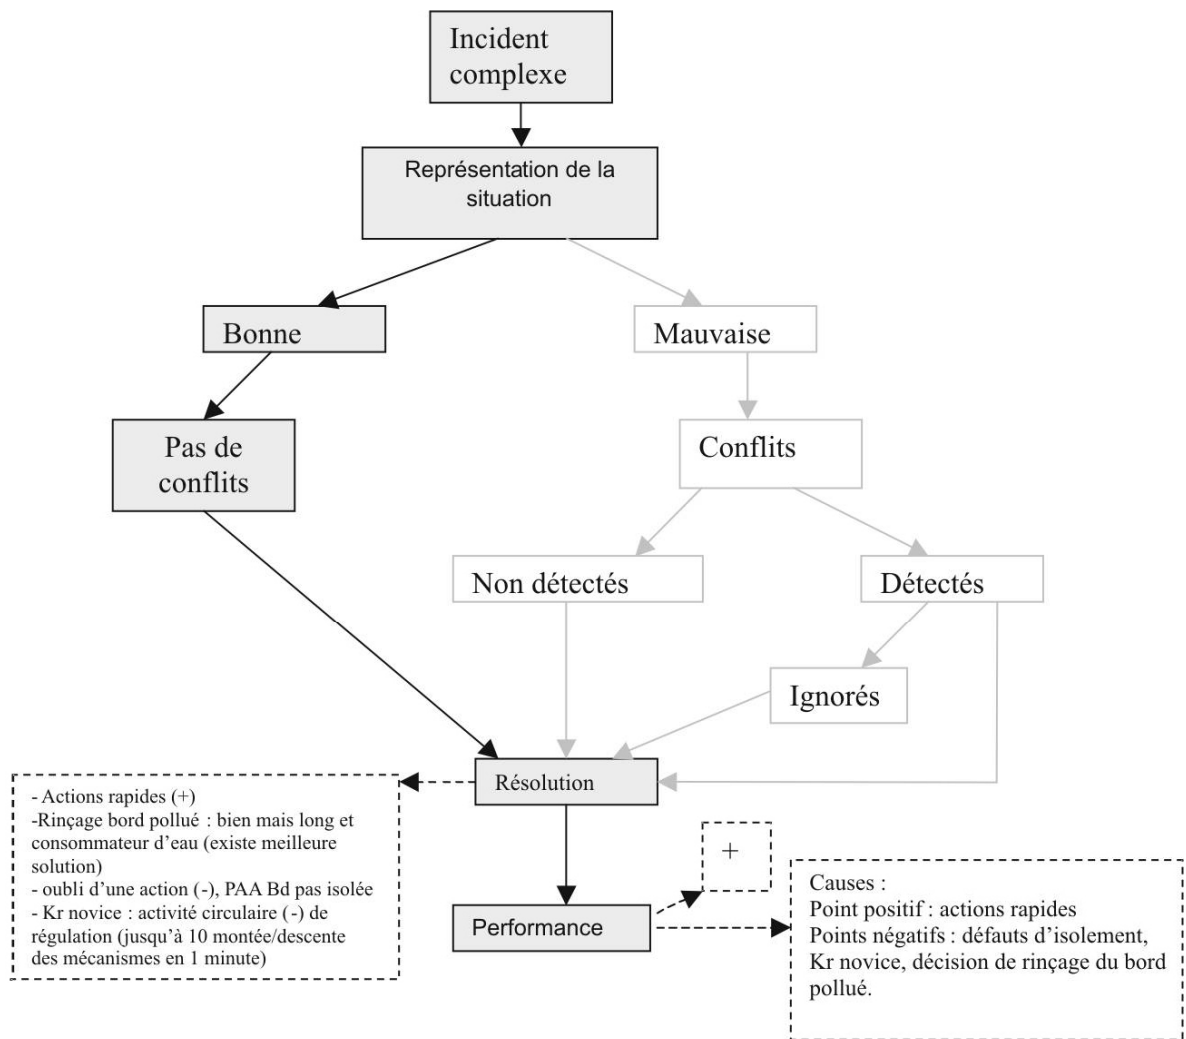 Incident
complexe
Représentation de la
situation
Bonne
Mauvaise
Pas de
conflits
Conflits
Non détectés
Détectés
Ignorés
Résolution
- Actions rapides (+)
-Rinçage bord pollué : bien mais long et
consommateur d'eau (existe meilleure
solution)
- oubli d'une action (-), PAA Bd pas isolée
- Kr novice : activité circulaire (-) de
régulation (jusqu'à 10 montée/descente
des mécanismes en 1 minute)
+
Performance
Causes :
Point positif : actions rapides
Points négatifs : défauts d'isolement,
Kr novice, décision de rinçage du bord
pollué.